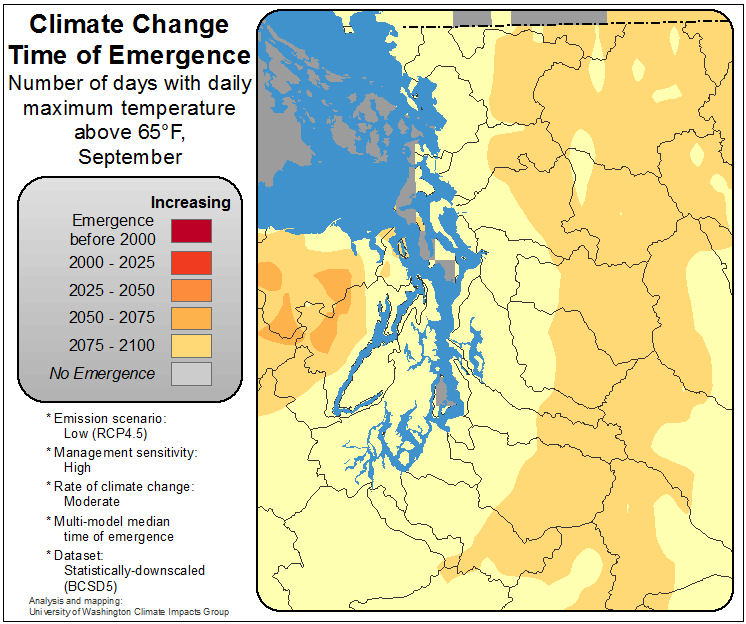 Climate Change
Time of Emergence
Number of days with daily
maximum temperature
above 65°F,
September
Increasing
Emergence
before 2000
2000 - 2025
2025 - 2050
2050 - 2075
2075 - 2100
No Emergence
* Emission scenario:
Low (RCP4.5)
* Management sensitivity:
High
* Rate of climate change:
Moderate
* Multi-model median
time of emergence
* Dataset:
Statistically-downscaled
(BCSD5)
Analysis and mapping:
University of Washington Climate Impacts Group